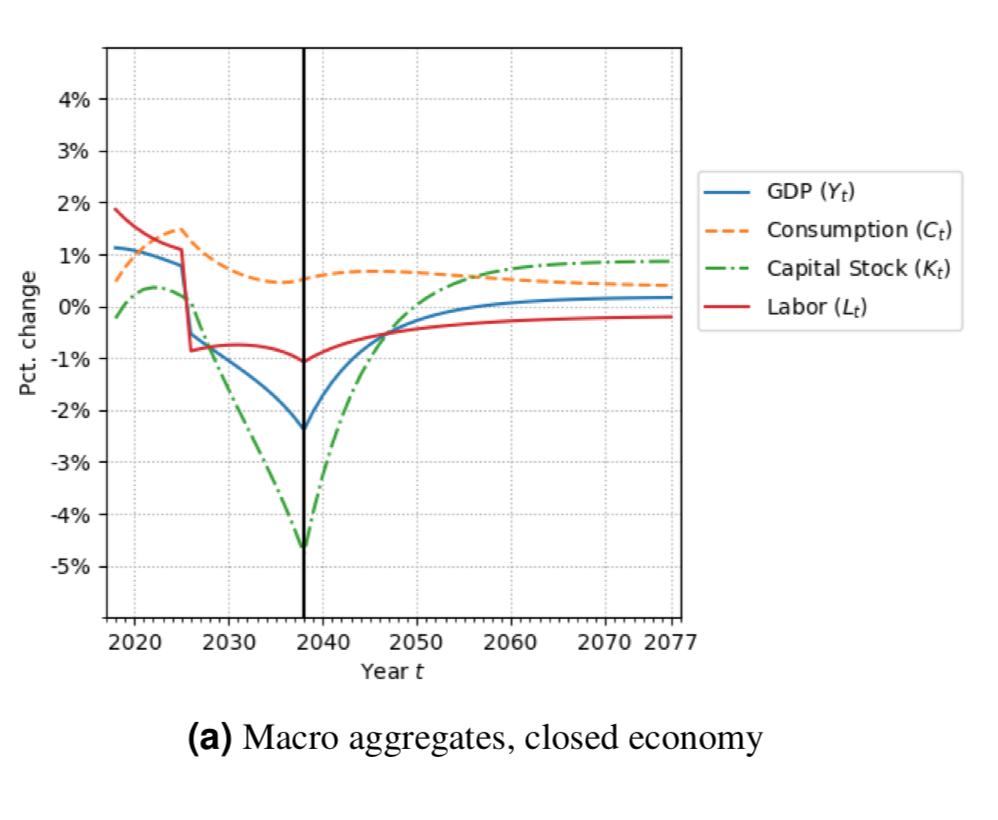 4%
3%
2%
1%
0%
-1%
-2%
-3%
-4%
-5%
Pct. change
2020 2030 2040 2050 2060 2070 2077
Year t
GDP (Yt)
Consumption (Ct)
Capital Stock (Kt)
Labor (Lt)
(a) Macro aggregates, closed economy